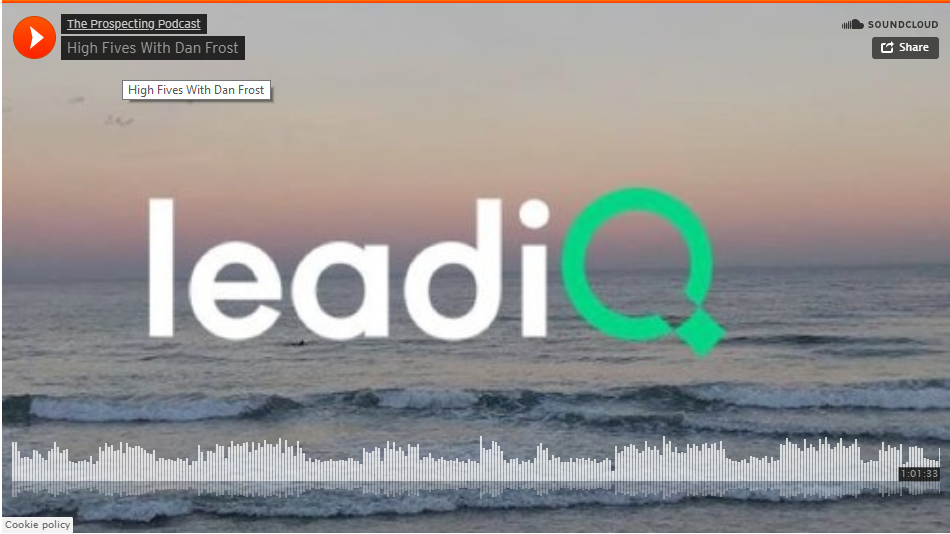 The Prospecting Podcast
High Fives With Dan Frost
SOUNDCLOUD
Share
High Fives With Dan Frost
leadiQ
1:01:33
Cookie policy